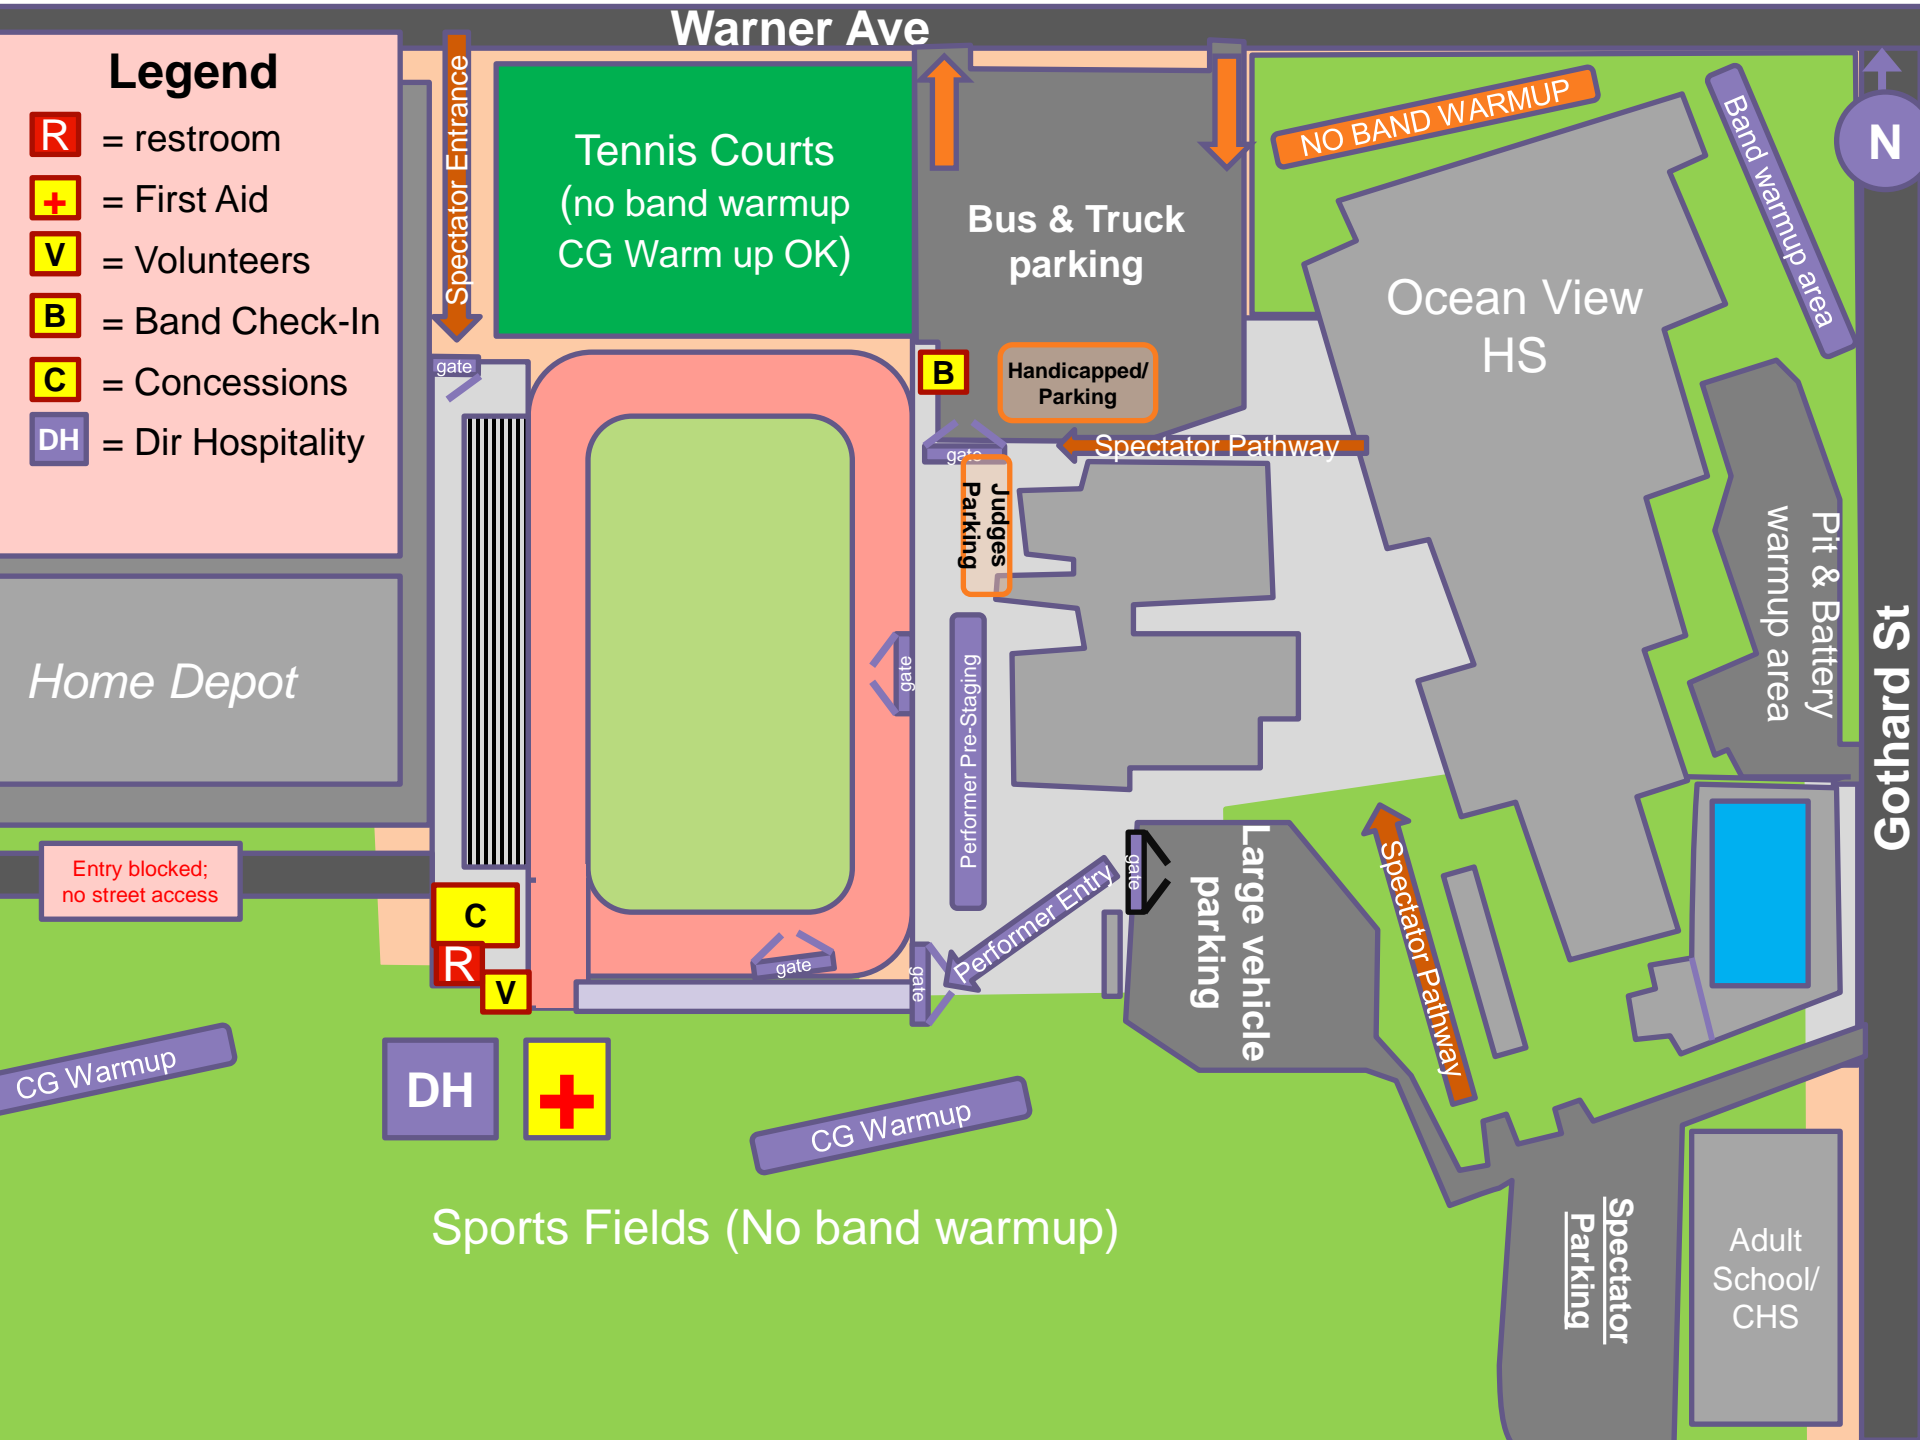 Warner Ave
Legend
R = restroom
+ = First Aid
V = Volunteers
B = Band Check-In
C = Concessions
DH = Dir Hospitality
Spectator Entrance
Tennis Courts
(no band warmup
CG Warm up OK)
Bus & Truck
parking
NO BAND WARMUP
Band warmup area
N
Ocean View
HS
gate
B
Handicapped/
Parking
Spectator Pathway
gate
Judges
Parking
Pit & Battery
warmup area
Gothard St
Home Depot
gate
Performer Pre-Staging
Entry blocked;
no street access
C
R
V
gate
gate
Performer Entry
gate
Large vehicle
parking
Spectator Pathway
CG Warmup
DH
+
CG Warmup
Sports Fields (No band warmup)
Spectator
Parking
Adult
School/
CHS